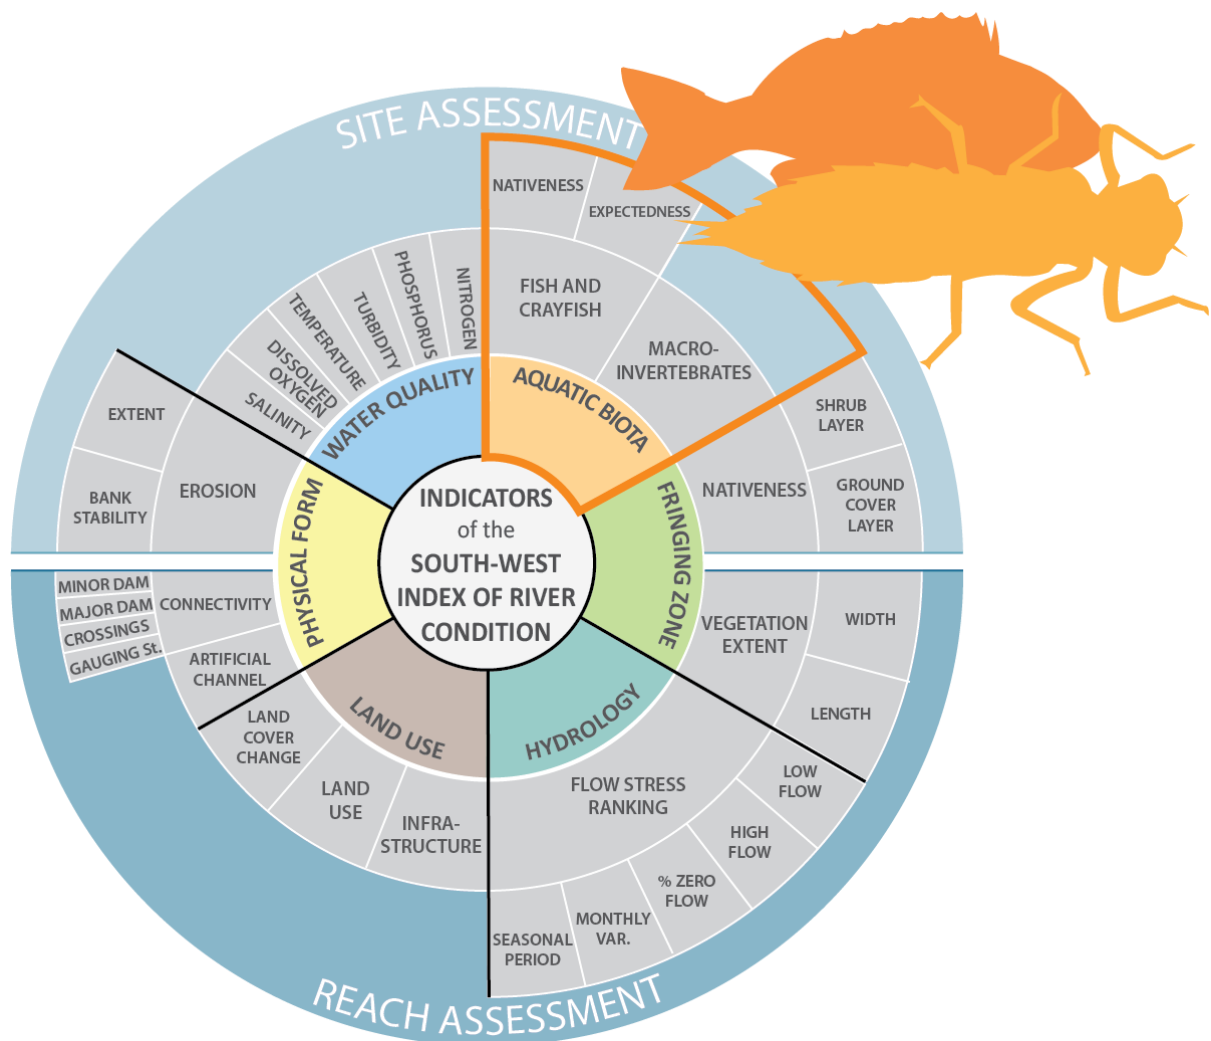 SITE ASSESSMENT
NATIVENESS
EXPECTEDNESS
FISH AND
CRAYFISH
MACRO-
INVERTEBRATES
AQUATIC BIOTA
NITROGEN
PHOSPHORUS
TURBIDITY
TEMPERATURE
DISSOLVED
OXYGEN
SALINITY
WATER QUALITY
EXTENT
BANK
STABILITY
EROSION
PHYSICAL FORM
MINOR DAM
MAJOR DAM
CROSSINGS
GAUGING St.
CONNECTIVITY
ARTIFICIAL
CHANNEL
INDICATORS
of the
SOUTH-WEST
INDEX OF RIVER
CONDITION
SHRUB
LAYER
GROUND
COVER
LAYER
NATIVENESS
FRINGING ZONE
VEGETATION
EXTENT
WIDTH
LENGTH
LAND
COVER
CHANGE
LAND
USE
INFRA-
STRUCTURE
LAND USE
HYDROLOGY
FLOW STRESS
RANKING
LOW
FLOW
HIGH
FLOW
% ZERO
FLOW
MONTHLY
VAR.
SEASONAL
PERIOD
REACH ASSESSMENT